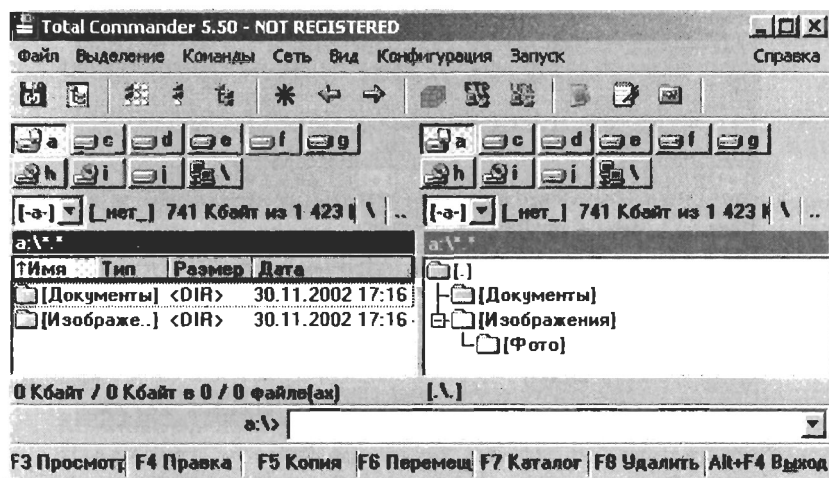 Total Commander 5.50 - NOT REGISTERED
Файл Выделение Команды Сеть Вид Конфигурация Запуск Справка
a c d e f g a c d e f g
h i j \ h i j \
[-a-] [_нет_] 741 Кбайт из 1 423 \ .. [-a-] [_нет_] 741 Кбайт из 1 423 \ ..
a:\*.* a:\*.*
↑Имя Тип Размер Дата [.]
[Документы] <DIR> 30.11.2002 17:16 [Документы]
[Изображе..] <DIR> 30.11.2002 17:16 [Изображения]
[Фото]
0 Кбайт / 0 Кбайт в 0 / 0 файле(ах) [.\.]
a:\>
F3 Просмотр F4 Правка F5 Копия F6 Перемещ F7 Каталог F8 Удалить Alt+F4 Выход